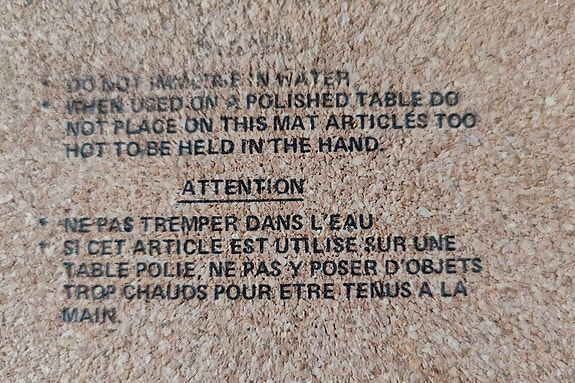 * DO NOT IMMERSE IN WATER
* WHEN USED ON A POLISHED TABLE DO
NOT PLACE ON THIS MAT ARTICLES TOO
HOT TO BE HELD IN THE HAND.
ATTENTION
* NE PAS TREMPER DANS L'EAU
* SI CET ARTICLE EST UTILISE SUR UNE
TABLE POLIE, NE PAS Y POSER D'OBJETS
TROP CHAUDS POUR ETRE TENUS A LA
MAIN.